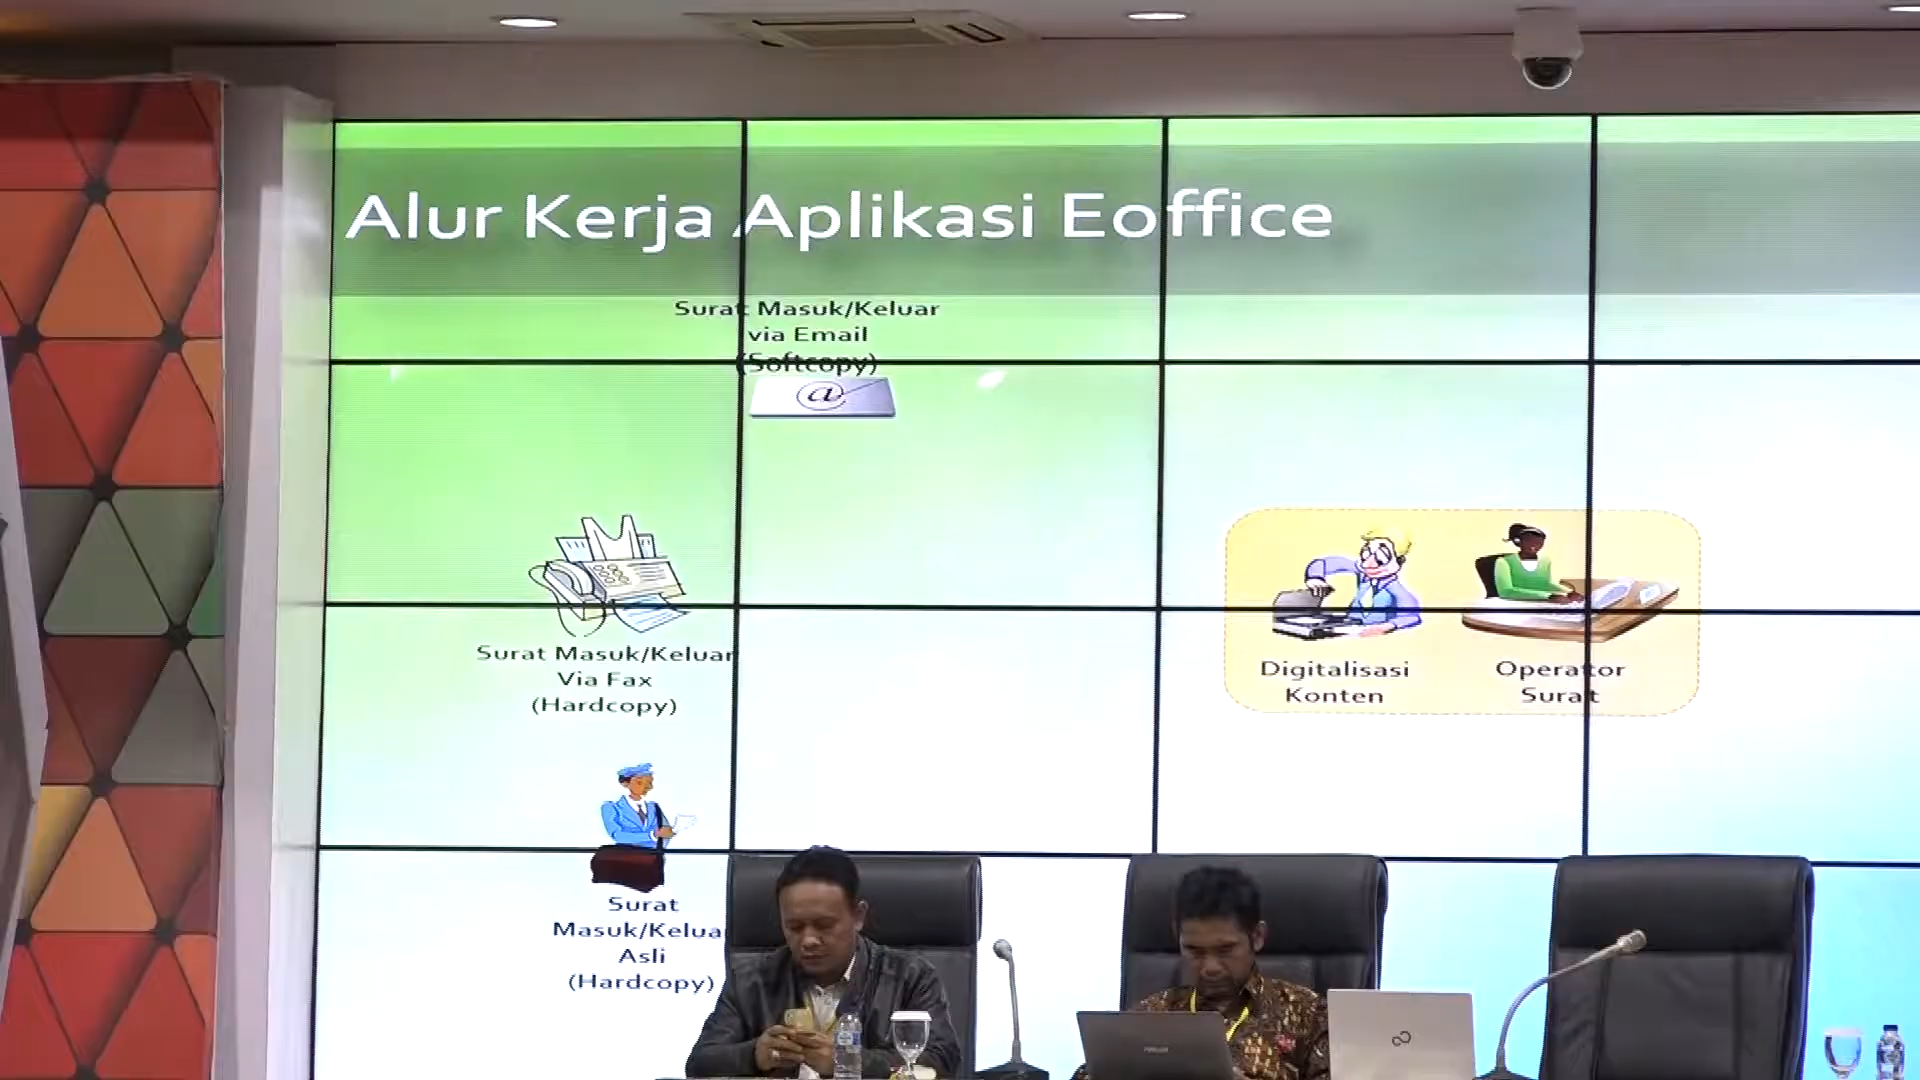 Alur Kerja Aplikasi Eoffice
Surat Masuk/Keluar
via Email
(Softcopy)
@
Surat Masuk/Keluar
Via Fax
(Hardcopy)
Digitalisasi
Konten
Operator
Surat
Surat
Masuk/Kelua
Asli
(Hardcopy)